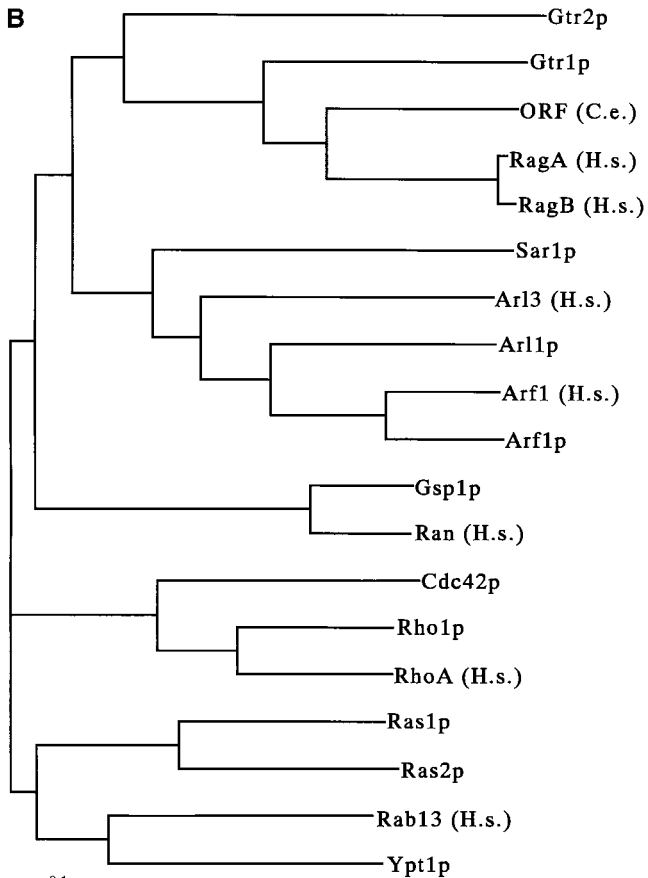 B
Gtr2p
Gtr1p
ORF (C.e.)
RagA (H.s.)
RagB (H.s.)
Sar1p
Arl3 (H.s.)
Arl1p
Arf1 (H.s.)
Arf1p
Gsp1p
Ran (H.s.)
Cdc42p
Rho1p
RhoA (H.s.)
Ras1p
Ras2p
Rab13 (H.s.)
Ypt1p